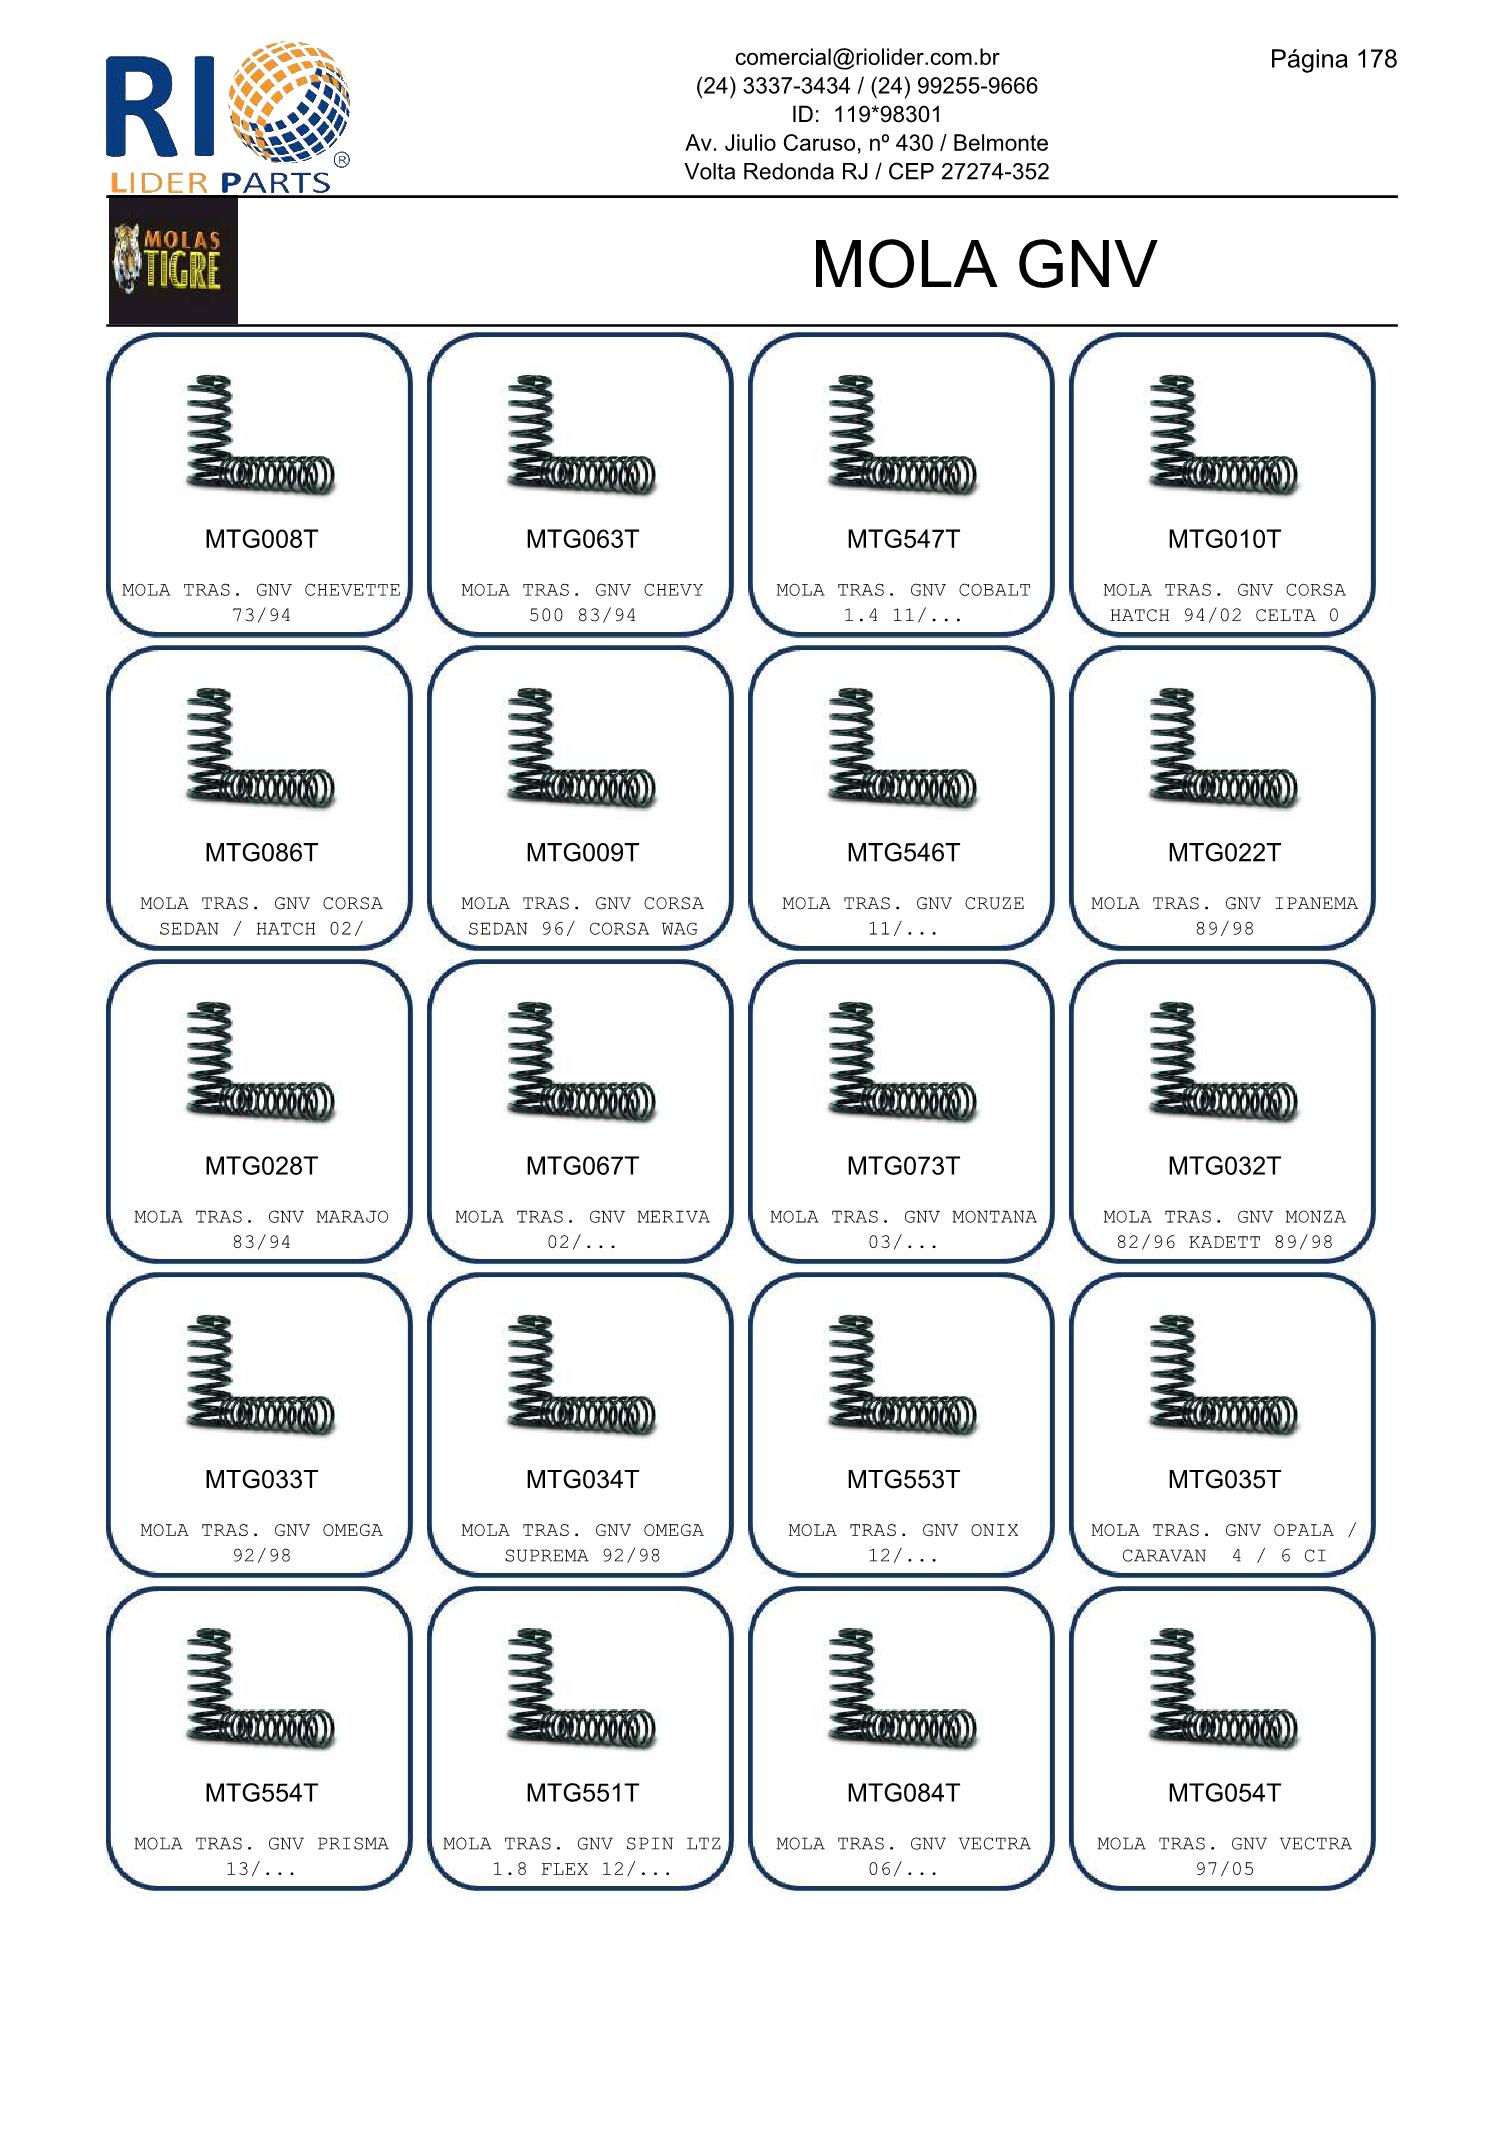 RIO ®
LIDER PARTS
comercial@riolider.com.br
(24) 3337-3434 / (24) 99255-9666
ID:  119*98301
Av. Jiulio Caruso, nº 430 / Belmonte
Volta Redonda RJ / CEP 27274-352
Página 178
MOLAS
TIGRE
MOLA GNV
MTG008T
MOLA TRAS. GNV CHEVETTE
73/94
MTG063T
MOLA TRAS. GNV CHEVY
500 83/94
MTG547T
MOLA TRAS. GNV COBALT
1.4 11/...
MTG010T
MOLA TRAS. GNV CORSA
HATCH 94/02 CELTA 0
MTG086T
MOLA TRAS. GNV CORSA
SEDAN / HATCH 02/
MTG009T
MOLA TRAS. GNV CORSA
SEDAN 96/ CORSA WAG
MTG546T
MOLA TRAS. GNV CRUZE
11/...
MTG022T
MOLA TRAS. GNV IPANEMA
89/98
MTG028T
MOLA TRAS. GNV MARAJO
83/94
MTG067T
MOLA TRAS. GNV MERIVA
02/...
MTG073T
MOLA TRAS. GNV MONTANA
03/...
MTG032T
MOLA TRAS. GNV MONZA
82/96 KADETT 89/98
MTG033T
MOLA TRAS. GNV OMEGA
92/98
MTG034T
MOLA TRAS. GNV OMEGA
SUPREMA 92/98
MTG553T
MOLA TRAS. GNV ONIX
12/...
MTG035T
MOLA TRAS. GNV OPALA /
CARAVAN  4 / 6 CI
MTG554T
MOLA TRAS. GNV PRISMA
13/...
MTG551T
MOLA TRAS. GNV SPIN LTZ
1.8 FLEX 12/...
MTG084T
MOLA TRAS. GNV VECTRA
06/...
MTG054T
MOLA TRAS. GNV VECTRA
97/05